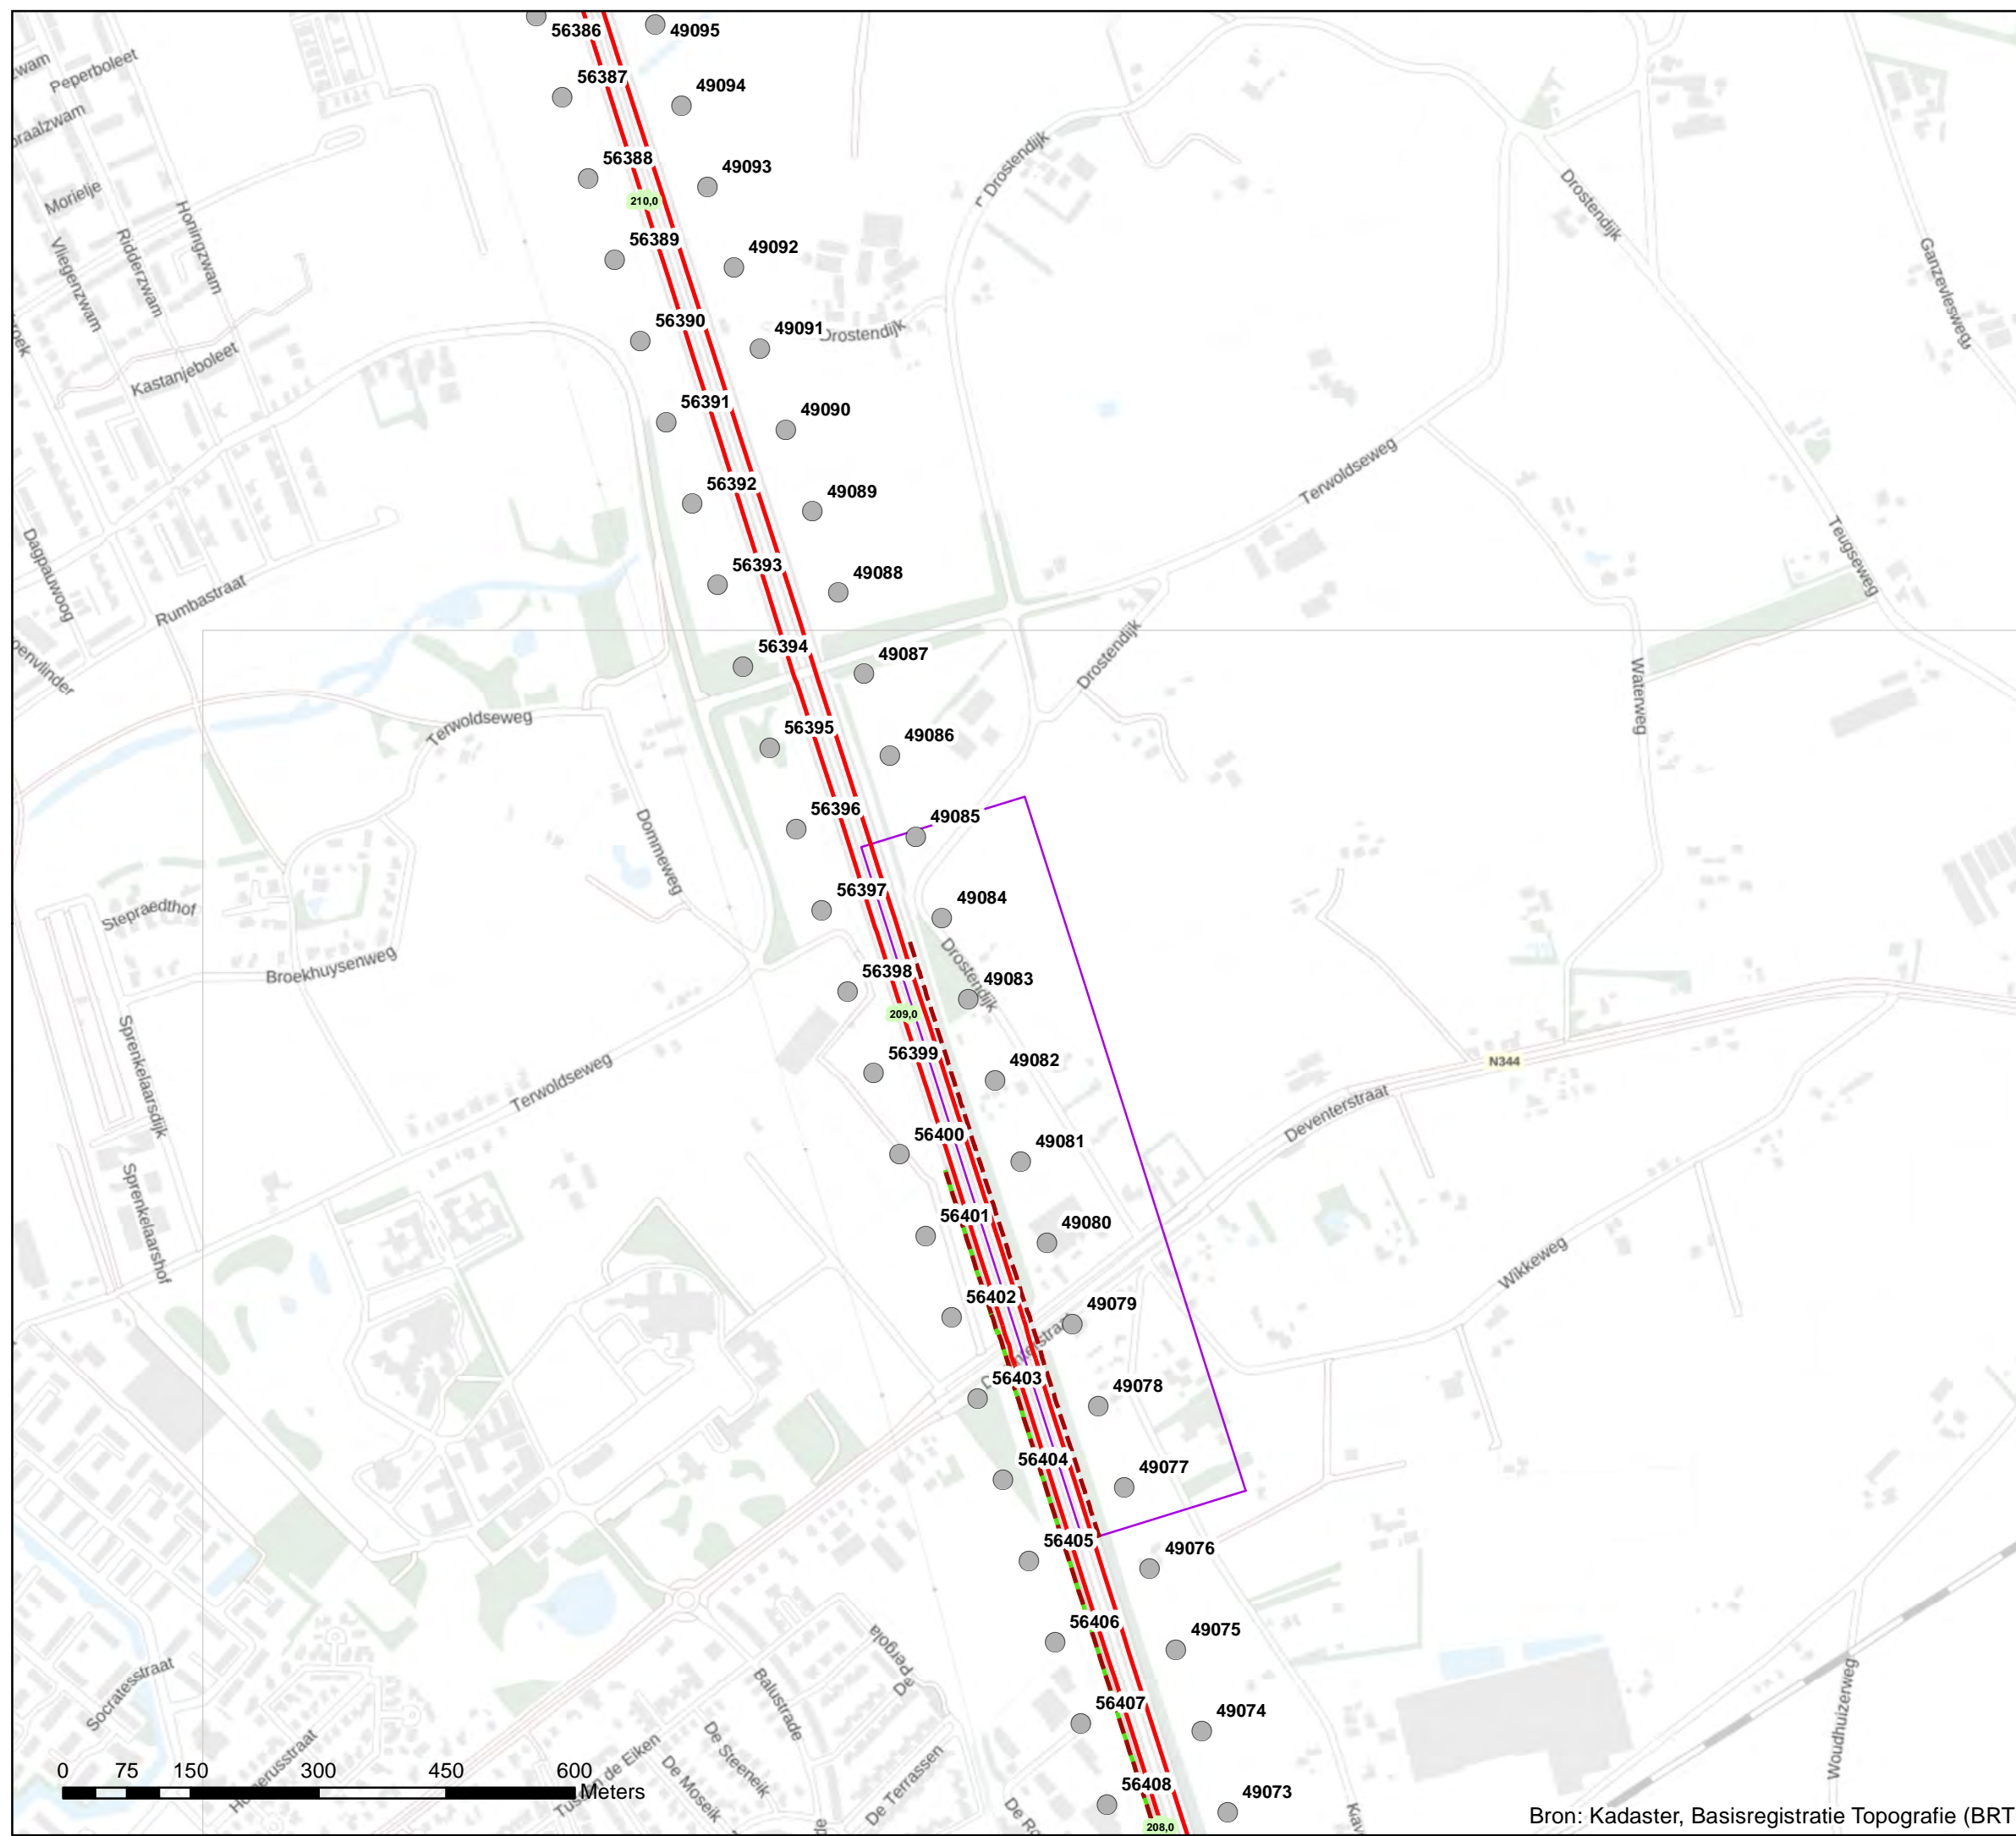 56386
49095
Peperboleet
56387
49094
56388
49093
Morielje
Honingzwam
210,0
Drostendijk
Drostendijk
Vliegenzwam
Ridderzwam
56389
49092
Ganzevlesweg
56390
49091
Drostendijk
Kastanjeboleet
56391
49090
Terwoldseweg
56392
49089
Dagpauwoog
Teugseweg
56393
49088
Rumbastraat
56394
49087
Drostendijk
Waterweg
Terwoldseweg
56395
49086
56396
49085
Dommeweg
56397
49084
Stepraedthof
Broekhuysenweg
56398
Drostendijk
49083
209,0
56399
49082
N344
Sprenkelaarsdijk
Terwoldseweg
Deventerstraat
56400
49081
Sprenkelaarshof
56401
49080
Wikkeweg
56402
49079
56403
49078
56404
49077
56405
49076
56406
49075
De Pergola
Balustrade
Socratesstraat
56407
49074
De Steeneik
De Moseik
De Terrassen
Woudhuizerweg
0 75 150 300 450 600
Meters
56408
49073
208,0
Bron: Kadaster, Basisregistratie Topografie (BRT